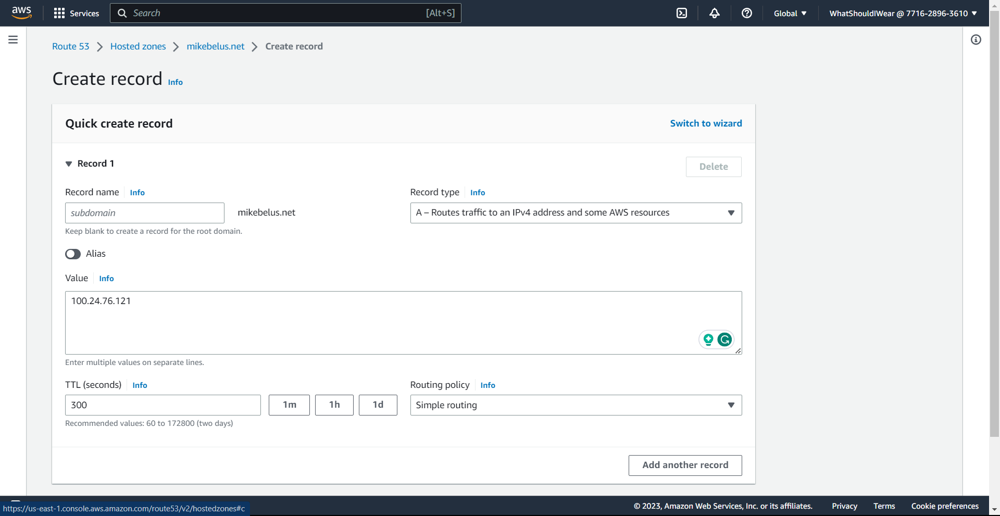 aws
Services
Search [Alt+S]
Global
WhatShouldIWear @ 7716-2896-3610
Route 53 > Hosted zones > mikebelus.net > Create record
Create record Info
Quick create record
Switch to wizard
Record 1
Delete
Record name Info
subdomain
mikebelus.net
Keep blank to create a record for the root domain.
Record type Info
A – Routes traffic to an IPv4 address and some AWS resources
Alias
Value Info
100.24.76.121
Enter multiple values on separate lines.
TTL (seconds) Info
300
1m
1h
1d
Recommended values: 60 to 172800 (two days)
Routing policy Info
Simple routing
Add another record
https://us-east-1.console.aws.amazon.com/route53/v2/hostedzones#c
© 2023, Amazon Web Services, Inc. or its affiliates.
Privacy
Terms
Cookie preferences